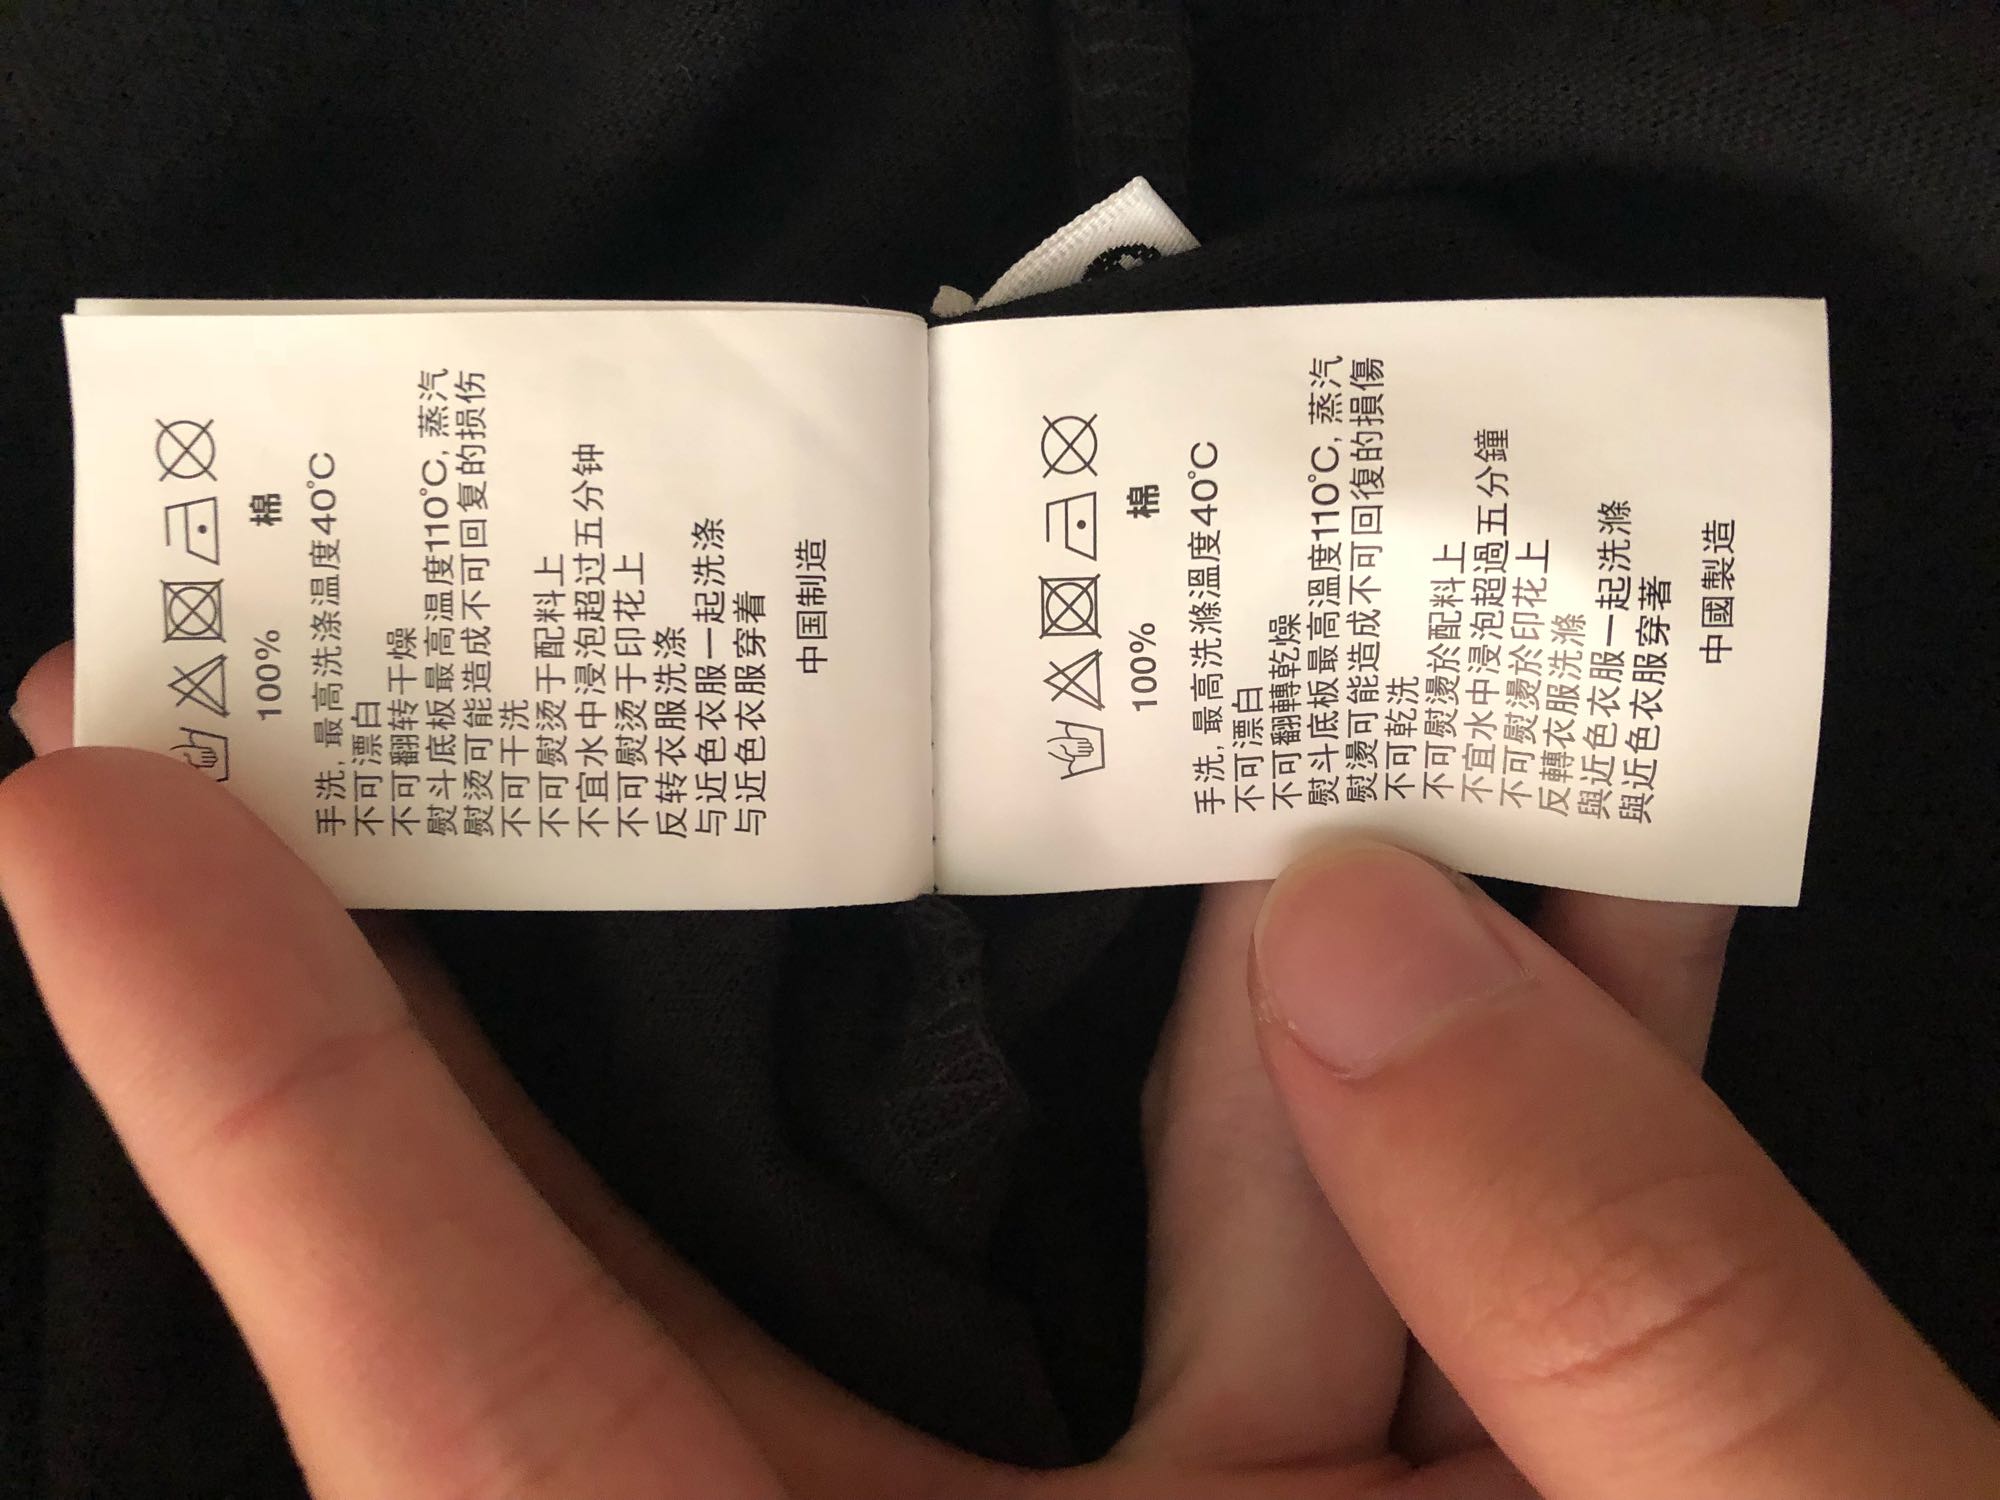 100% 棉
手洗, 最高洗涤温度40°C
不可漂白
不可翻转干燥
熨斗底板最高温度110°C, 蒸汽
熨烫可能造成不可回复的损伤
不可干洗
不可熨烫于配料上
不宜水中浸泡超过五分钟
不可熨烫于印花上
反转衣服洗涤
与近色衣服一起洗涤
与近色衣服穿着
中国制造
100% 棉
手洗, 最高洗滌溫度40°C
不可漂白
不可翻轉乾燥
熨斗底板最高溫度110°C, 蒸汽
熨燙可能造成不可回復的損傷
不可乾洗
不可熨燙於配料上
不宜水中浸泡超過五分鐘
不可熨燙於印花上
反轉衣服洗滌
與近色衣服一起洗滌
與近色衣服穿著
中國製造